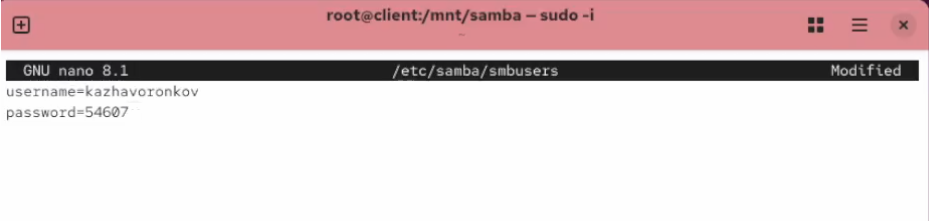 root@client:/mnt/samba — sudo -i
~
GNU nano 8.1 /etc/samba/smbusers Modified
username=kazhavoronkov
password=54607